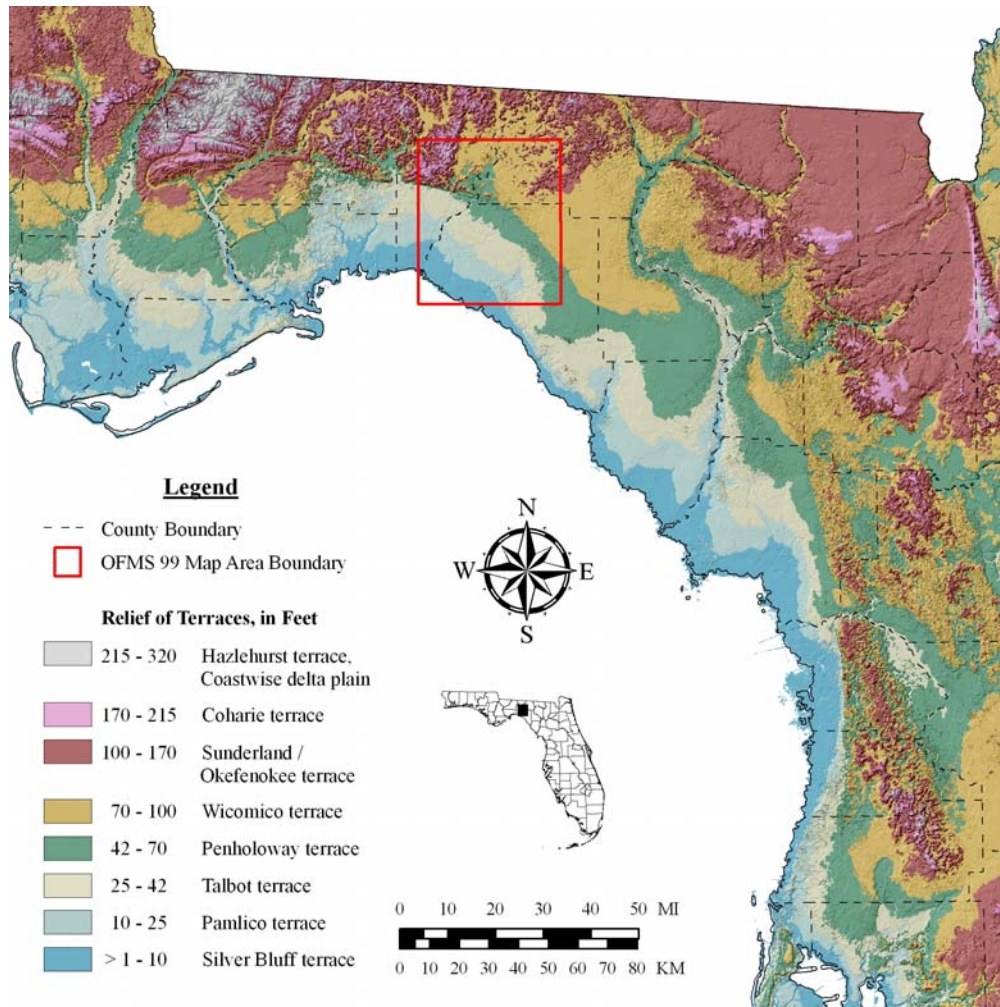 Legend
County Boundary
OFMS 99 Map Area Boundary
Relief of Terraces, in Feet
215 - 320 Hazlehurst terrace,
Coastwise delta plain
170 - 215 Coharie terrace
100 - 170 Sunderland /
Okefenokee terrace
70 - 100 Wicomico terrace
42 - 70 Penholoway terrace
25 - 42 Talbot terrace
10 - 25 Pamlico terrace
> 1 - 10 Silver Bluff terrace
N
W E
S
0 10 20 30 40 50 MI
0 10 20 30 40 50 60 70 80 KM